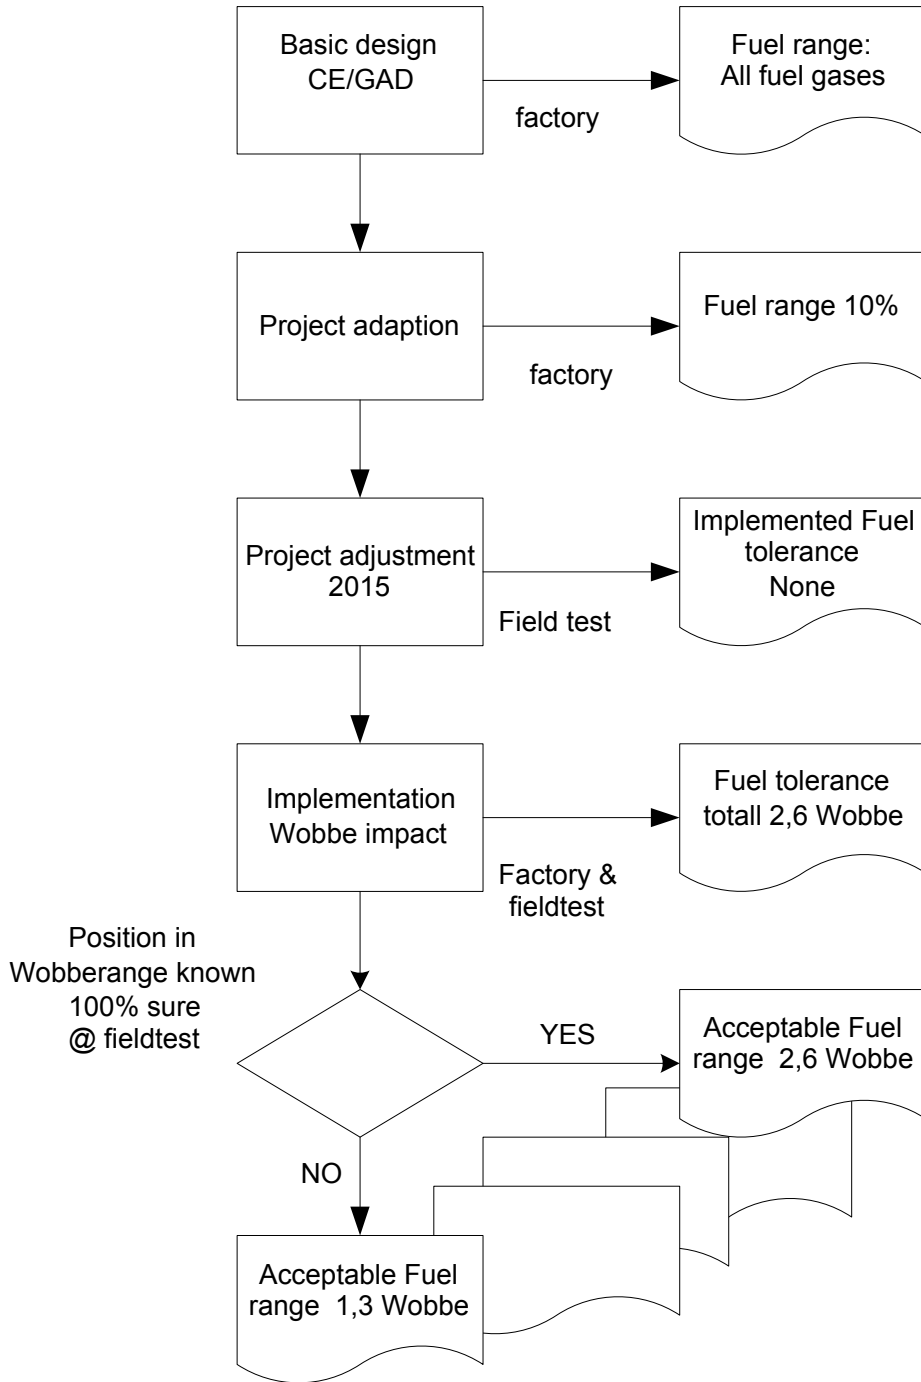 Basic design
CE/GAD
factory
Fuel range:
All fuel gases
Project adaption
factory
Fuel range 10%
Project adjustment
2015
Field test
Implemented Fuel
tolerance
None
Implementation
Wobbe impact
Factory &
fieldtest
Fuel tolerance
totall 2,6 Wobbe
Position in
Wobberange known
100% sure
@ fieldtest
YES
Acceptable Fuel
range 2,6 Wobbe
NO
Acceptable Fuel
range 1,3 Wobbe